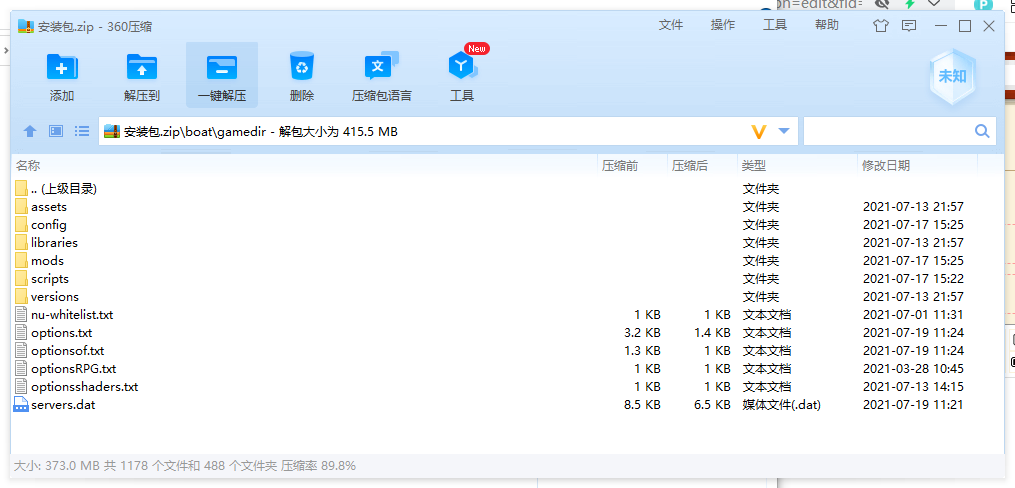 on=edit&fid=
安装包.zip - 360压缩 文件 操作 工具 帮助
添加 解压到 一键解压 删除 压缩包语言 工具 New 未知
安装包.zip\boat\gamedir - 解包大小为 415.5 MB
名称 压缩前 压缩后 类型 修改日期
.. (上级目录) 文件夹
assets 文件夹 2021-07-13 21:57
config 文件夹 2021-07-17 15:25
libraries 文件夹 2021-07-13 21:57
mods 文件夹 2021-07-17 15:25
scripts 文件夹 2021-07-17 15:22
versions 文件夹 2021-07-13 21:57
nu-whitelist.txt 1 KB 1 KB 文本文档 2021-07-01 11:31
options.txt 3.2 KB 1.4 KB 文本文档 2021-07-19 11:24
optionsof.txt 1.3 KB 1 KB 文本文档 2021-07-19 11:24
optionsRPG.txt 1 KB 1 KB 文本文档 2021-03-28 10:45
optionsshaders.txt 1 KB 1 KB 文本文档 2021-07-13 14:15
servers.dat 8.5 KB 6.5 KB 媒体文件(.dat) 2021-07-19 11:21
大小: 373.0 MB 共 1178 个文件和 488 个文件夹 压缩率 89.8%